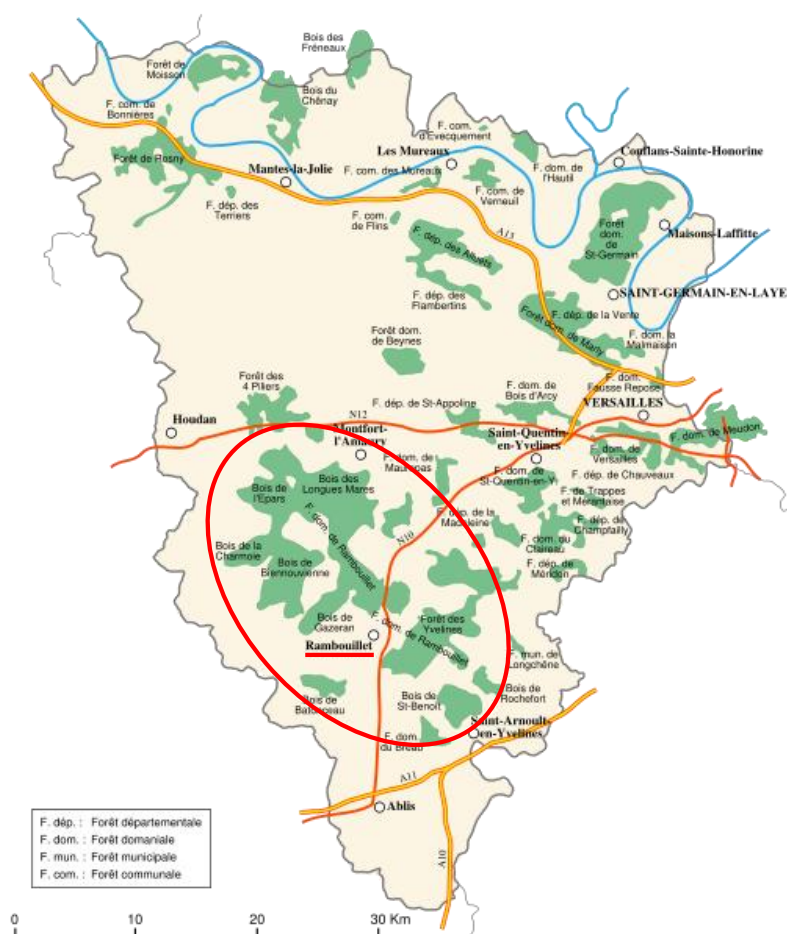 Bois des
Fréneaux
Forêt de
Moisson
Bois du
Chênay
F. com. de
Bonnières
F. com.
d'Evecquemont
Les Mureaux
Conflans-Sainte-Honorine
Forêt de Rosny
Mantes-la-Jolie
F. com. des Mureaux
F. dom. de
l'Hautil
F. com. de
Verneuil
F. dép. des
Terriers
F. com.
de Flins
A13
Maisons-Laffitte
Forêt
dom.
de
St-Germain
F. dép. des Alluets
F. dép. des
Flambertins
SAINT-GERMAIN-EN-LAYE
F. dép. de la Vente
Forêt dom. de Marly
Forêt dom.
de Beynes
F. dom. la
Malmaison
Forêt des
4 Piliers
F. dom.
Fausse Repose
F. dom. de
Bois d'Arcy
F. dép. de St-Appoline
VERSAILLES
Houdan
N12
Montfort-
l'Amaury
Saint-Quentin-
en-Yvelines
F. dom. de Meudon
F. dom. de
Versailles
F. dom. de
Maurepas
F. dom. de
St-Quentin-en-Y.
F. dép. de Chauveaux
Bois de
l'Epars
Bois des
Longues Mares
F. de Trappes
et Mérantaise
F. dép. de la
Madeleine
F. dép. de
Champfailly
N10
F. dom. de Rambouillet
F. dom. du
Claireau
Bois de la
Charmoie
Bois de
Biennouvienne
F. dep. de
Méridon
Bois de
Gazeran
Forêt des
Yvelines
F. dom. de Rambouillet
Rambouillet
F. mun. de
Longchêne
Bois de
St-Benoît
Bois de
Rochefort
Bois de
Batonceau
Saint-Arnoult-
en-Yvelines
F. dom.
du Bréau
A11
Ablis
A10
F. dép. : Forêt départementale
F. dom. : Forêt domaniale
F. mun. : Forêt municipale
F. com. : Forêt communale
0 10 20 30 Km